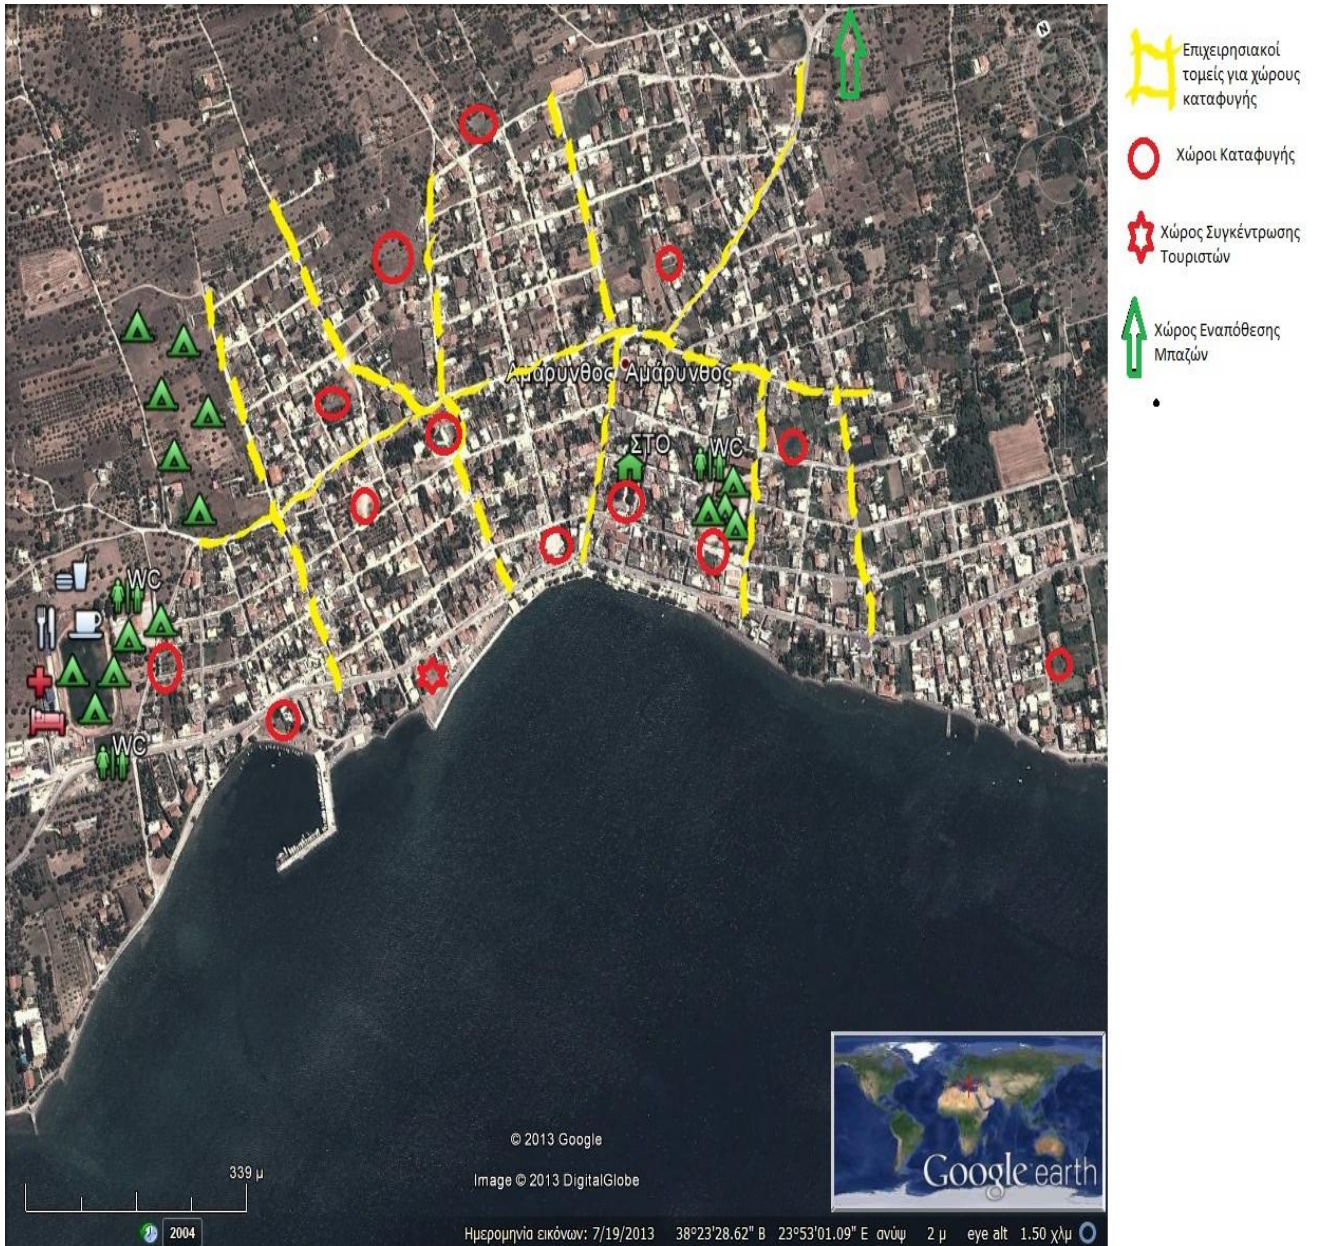 Επιχειρησιακοί
τομείς για χώρους
καταφυγής
Χώροι Καταφυγής
Χώρος Συγκέντρωσης
Τουριστών
Χώρος Εναπόθεσης
Μπαζών
N
Αμάρυνθος Αμάρυνθος
ΣΤΟ
WC
WC
WC
© 2013 Google
Image © 2013 DigitalGlobe
339 μ
Google earth
2004
Ημερομηνία εικόνων: 7/19/2013 38°23'28.62" Β 23°53'01.09" Ε ανύψ 2 μ eye alt 1.50 χλμ